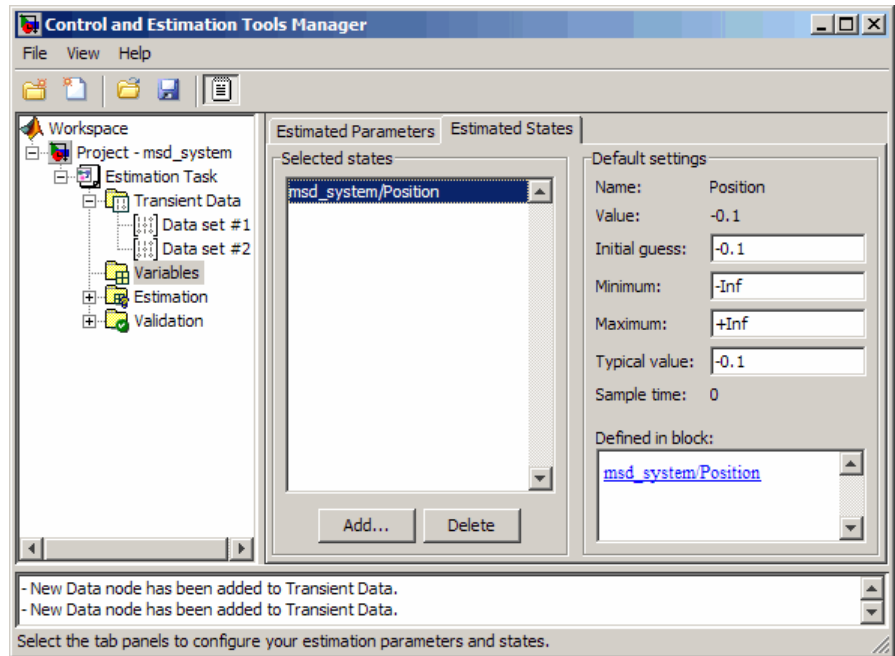 Control and Estimation Tools Manager
File View Help
Workspace
Project - msd_system
Estimation Task
Transient Data
Data set #1
Data set #2
Variables
Estimation
Validation
Estimated Parameters Estimated States
Selected states
msd_system/Position
Add... Delete
Default settings
Name: Position
Value: -0.1
Initial guess: -0.1
Minimum: -Inf
Maximum: +Inf
Typical value: -0.1
Sample time: 0
Defined in block:
msd_system/Position
- New Data node has been added to Transient Data.
- New Data node has been added to Transient Data.
Select the tab panels to configure your estimation parameters and states.